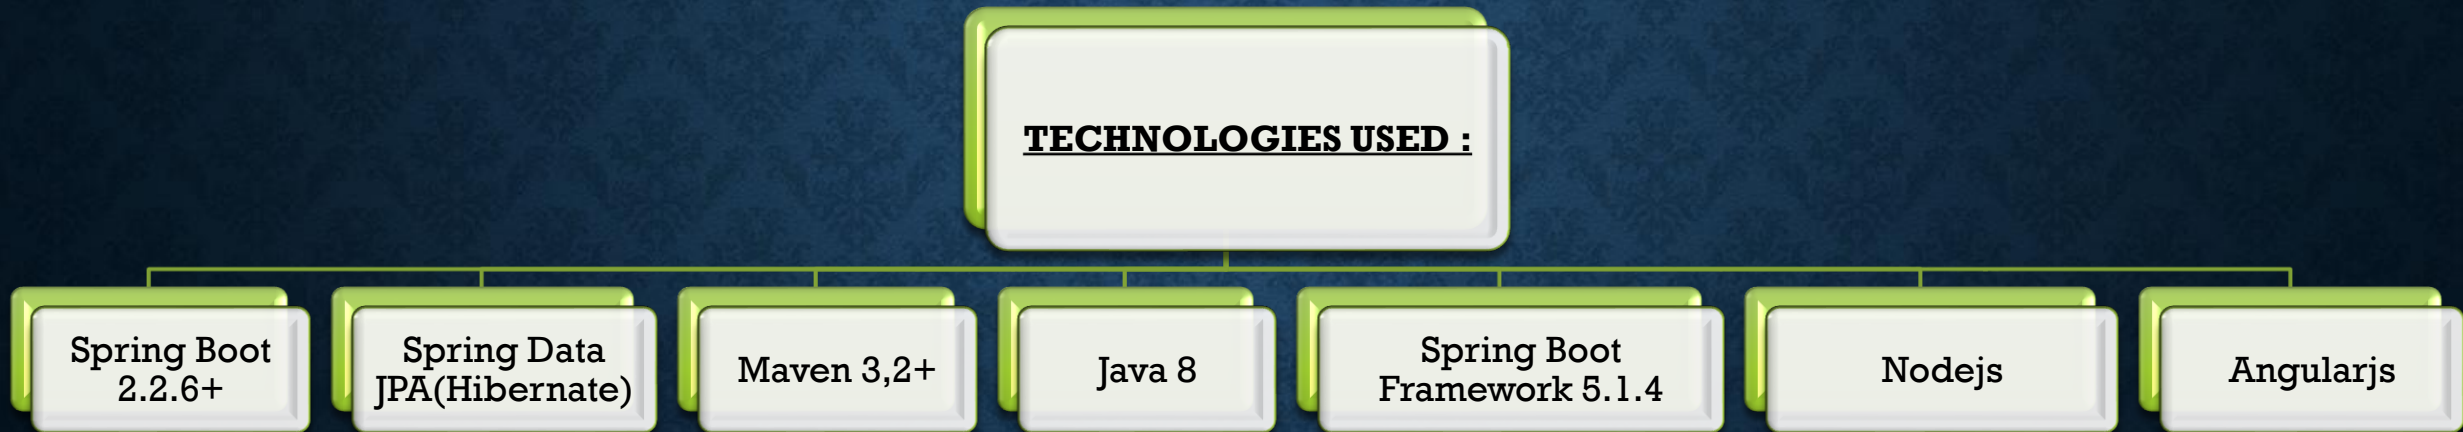 TECHNOLOGIES USED :
Spring Boot
2.2.6+
Spring Data
JPA(Hibernate)
Maven 3,2+
Java 8
Spring Boot
Framework 5.1.4
Nodejs
Angularjs